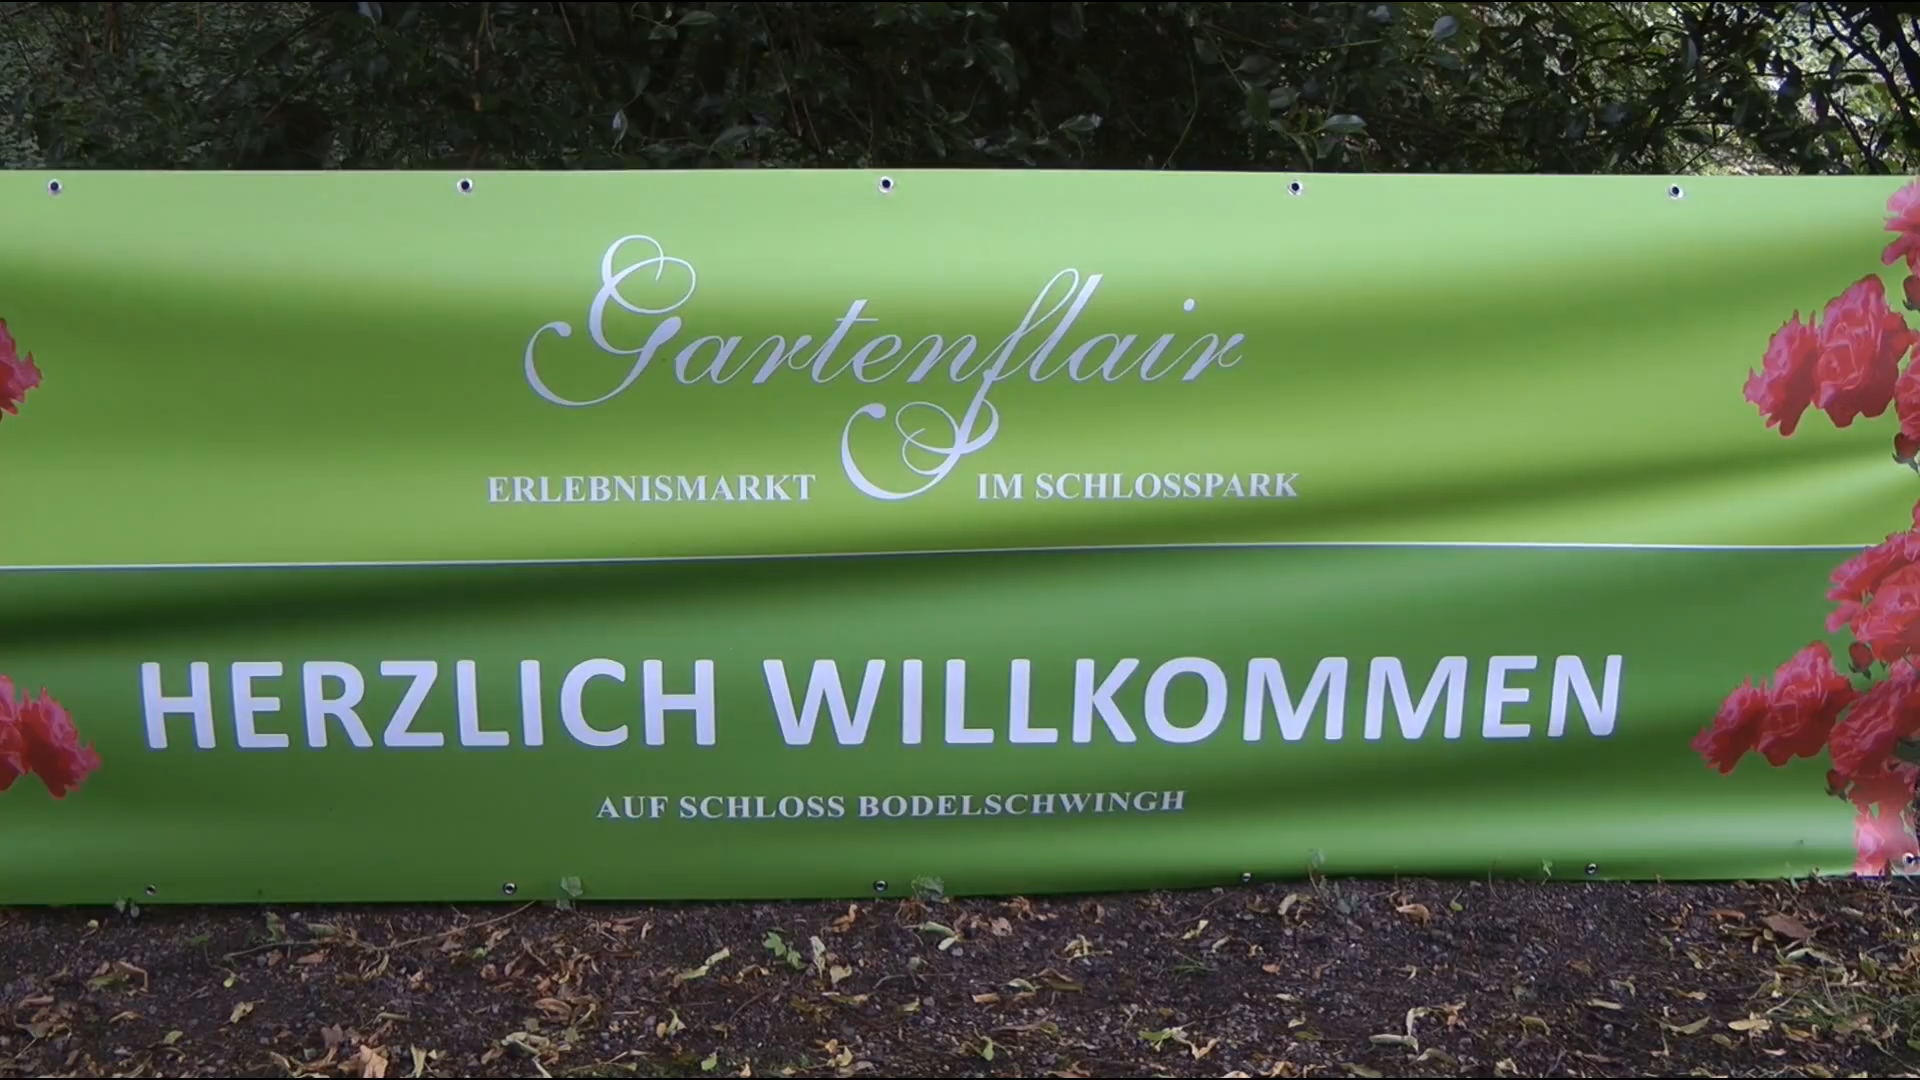 Gartenflair
ERLEBNISMARKT IM SCHLOSSPARK
HERZLICH WILLKOMMEN
AUF SCHLOSS BODELSCHWINGH